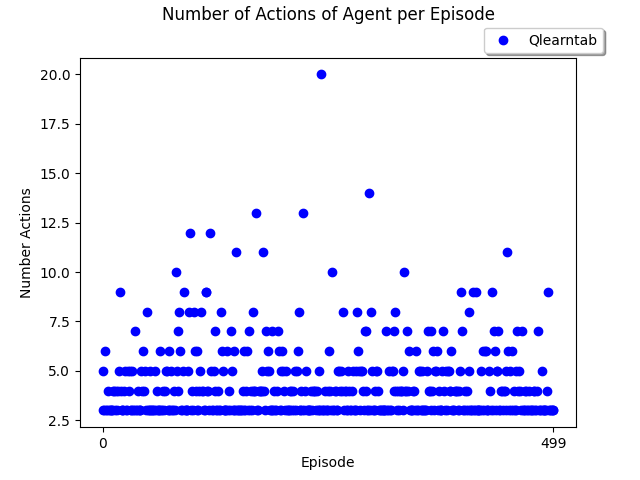 Number of Actions of Agent per Episode
Qlearntab
20.0
17.5
15.0
12.5
10.0
7.5
5.0
2.5
Number Actions
0
499
Episode